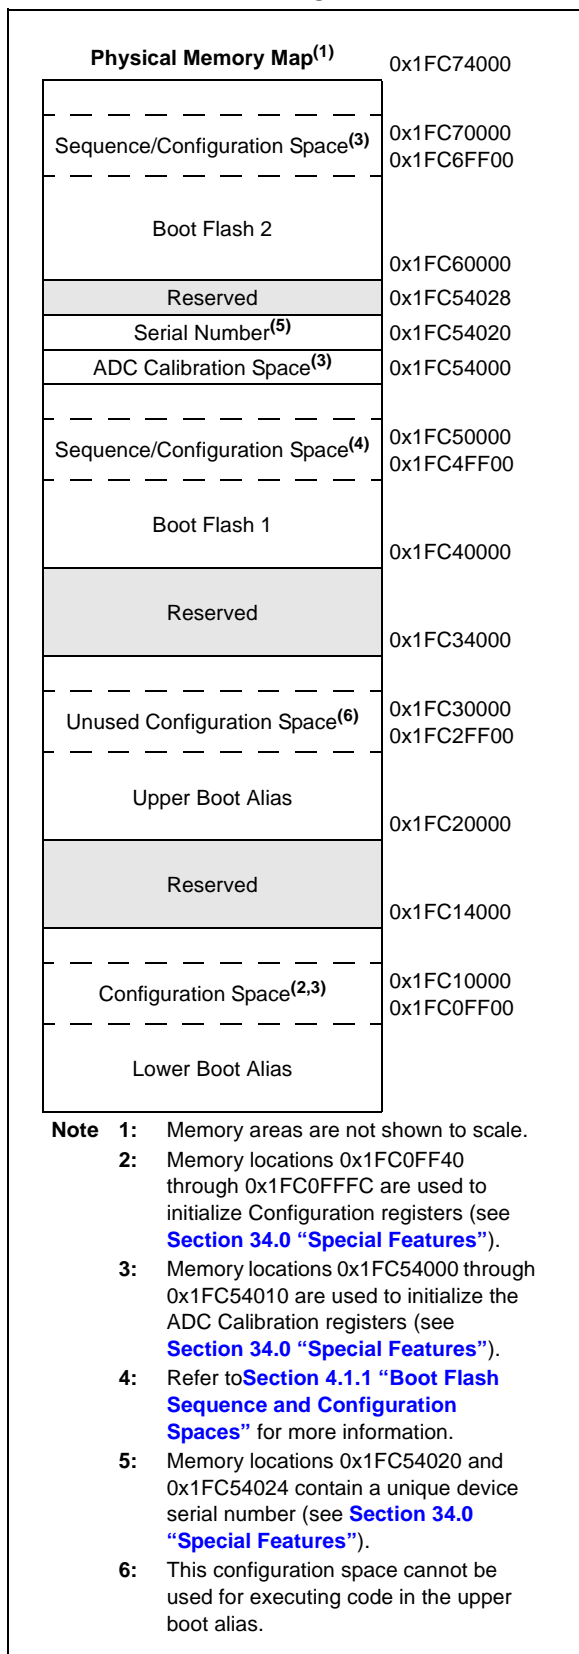 Physical Memory Map(1) 0x1FC74000
0x1FC70000
Sequence/Configuration Space(3)
0x1FC6FF00
Boot Flash 2
0x1FC60000
Reserved 0x1FC54028
Serial Number(5) 0x1FC54020
ADC Calibration Space(3) 0x1FC54000
0x1FC50000
Sequence/Configuration Space(4)
0x1FC4FF00
Boot Flash 1
0x1FC40000
Reserved
0x1FC34000
0x1FC30000
Unused Configuration Space(6)
0x1FC2FF00
Upper Boot Alias
0x1FC20000
Reserved
0x1FC14000
0x1FC10000
Configuration Space(2,3)
0x1FC0FF00
Lower Boot Alias
Note 1: Memory areas are not shown to scale.
2: Memory locations 0x1FC0FF40
through 0x1FC0FFFC are used to
initialize Configuration registers (see
Section 34.0 “Special Features”).
3: Memory locations 0x1FC54000 through
0x1FC54010 are used to initialize the
ADC Calibration registers (see
Section 34.0 “Special Features”).
4: Refer toSection 4.1.1 “Boot Flash
Sequence and Configuration
Spaces” for more information.
5: Memory locations 0x1FC54020 and
0x1FC54024 contain a unique device
serial number (see Section 34.0
“Special Features”).
6: This configuration space cannot be
used for executing code in the upper
boot alias.